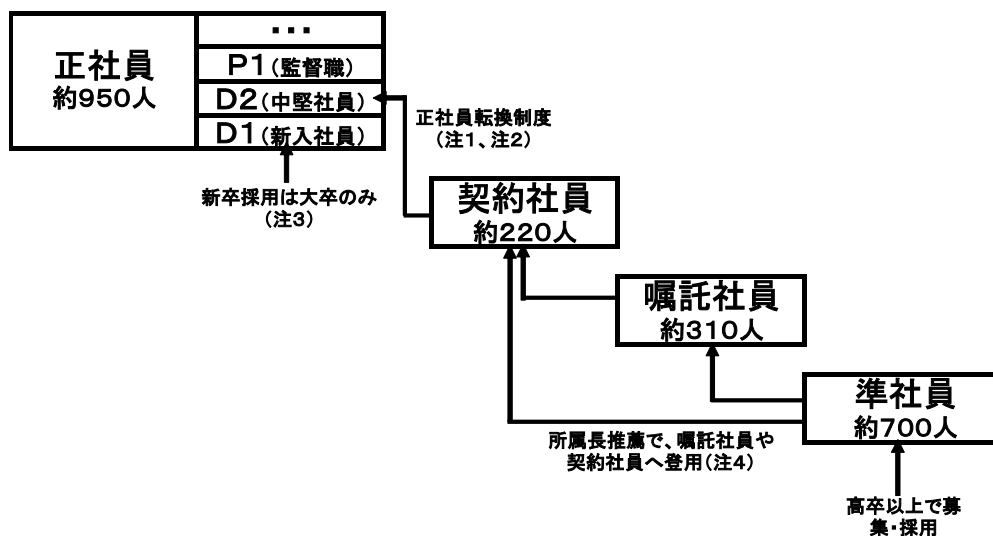 正社員
約950人
・・・
P1(監督職)
D2(中堅社員)
D1(新入社員)
正社員転換制度
(注1、注2)
新卒採用は大卒のみ
(注3)
契約社員
約220人
嘱託社員
約310人
準社員
約700人
所属長推薦で、嘱託社員や
契約社員へ登用(注4)
高卒以上で募
集・採用